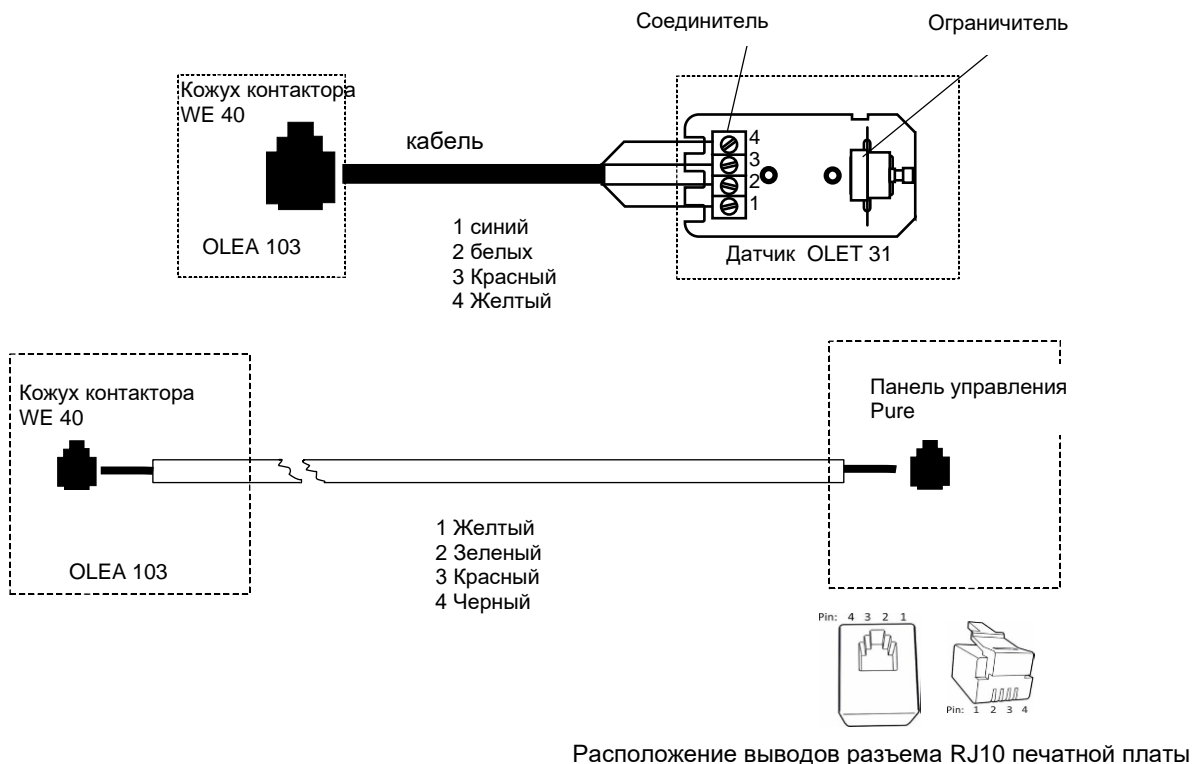 Соединитель
Ограничитель
Кожух контактора
WE 40
кабель
4
3
2
1
OLEA 103
1 синий
2 белых
3 Красный
4 Желтый
Датчик OLET 31
Кожух контактора
WE 40
Панель управления
Pure
OLEA 103
1 Желтый
2 Зеленый
3 Красный
4 Черный
Pin: 4 3 2 1
Pin: 1 2 3 4
Расположение выводов разъема RJ10 печатной платы